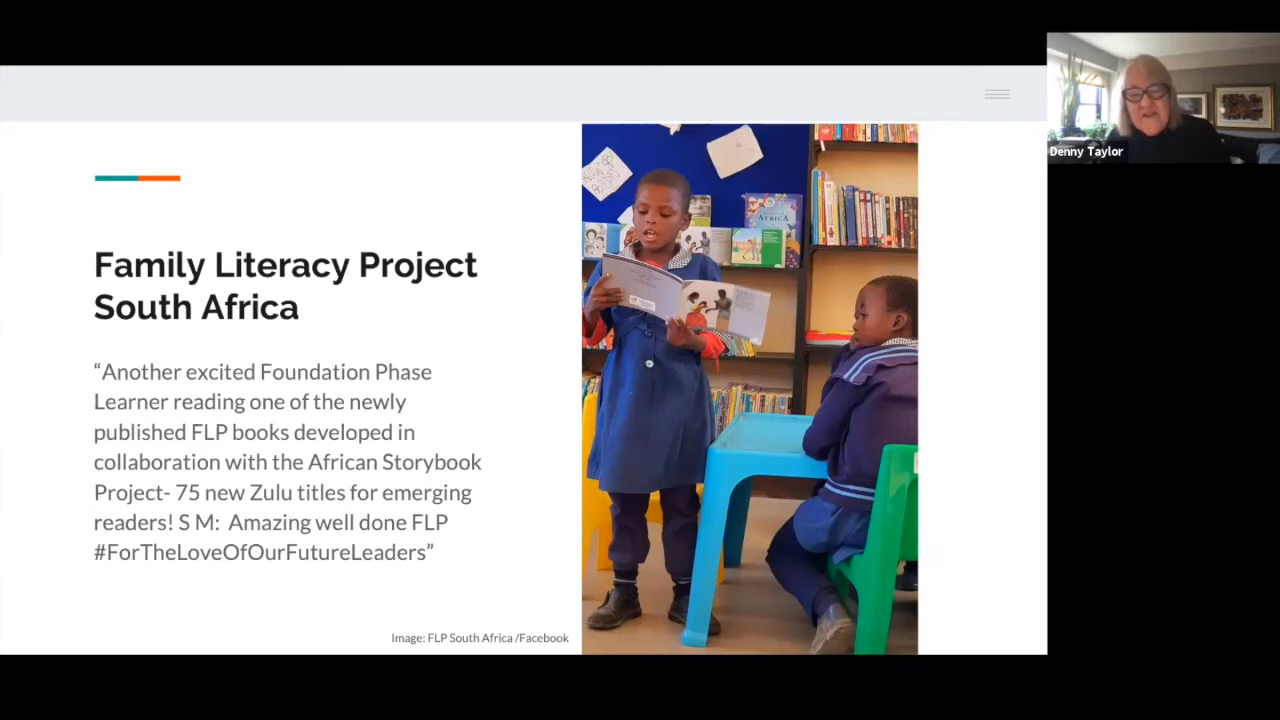 Denny Taylor
Family Literacy Project
South Africa
“Another excited Foundation Phase
Learner reading one of the newly
published FLP books developed in
collaboration with the African Storybook
Project- 75 new Zulu titles for emerging
readers! S M:  Amazing well done FLP
#ForTheLoveOfOurFutureLeaders”
Image: FLP South Africa /Facebook
AFRICA